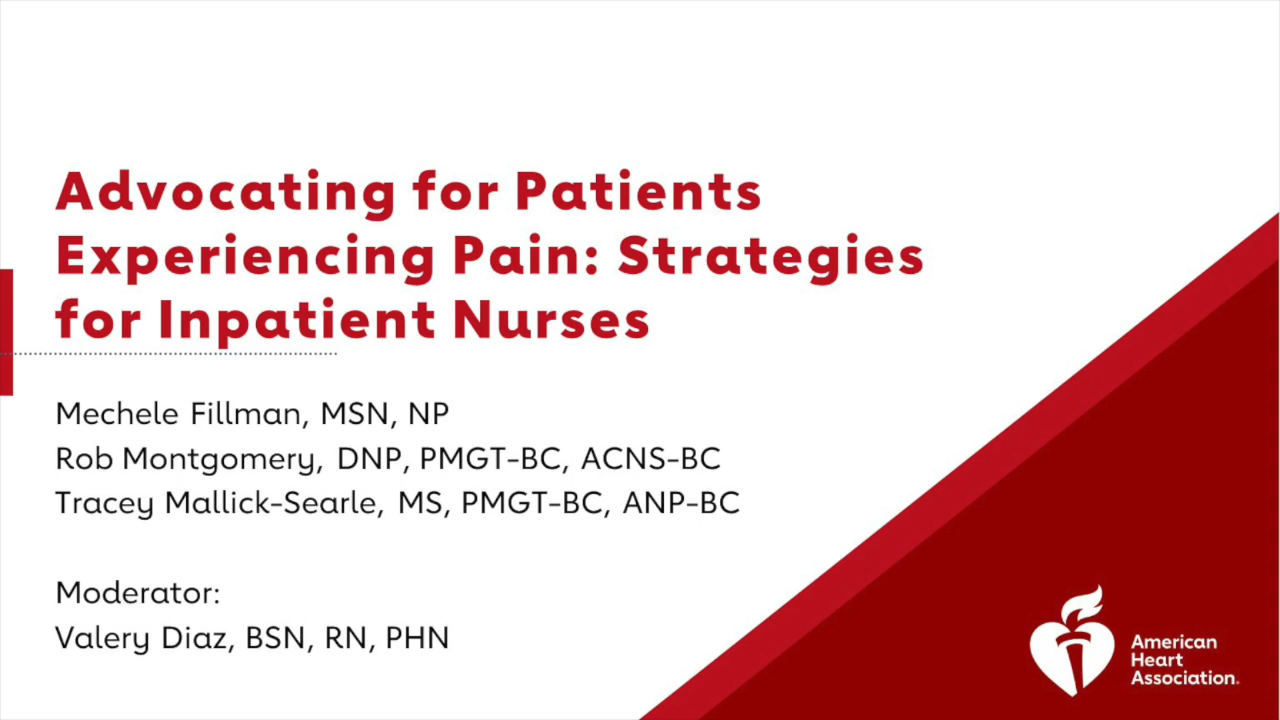 Advocating for Patients
Experiencing Pain: Strategies
for Inpatient Nurses
Mechele Fillman, MSN, NP
Rob Montgomery, DNP, PMGT-BC, ACNS-BC
Tracey Mallick-Searle, MS, PMGT-BC, ANP-BC
Moderator:
Valery Diaz, BSN, RN, PHN
American
Heart
Association.